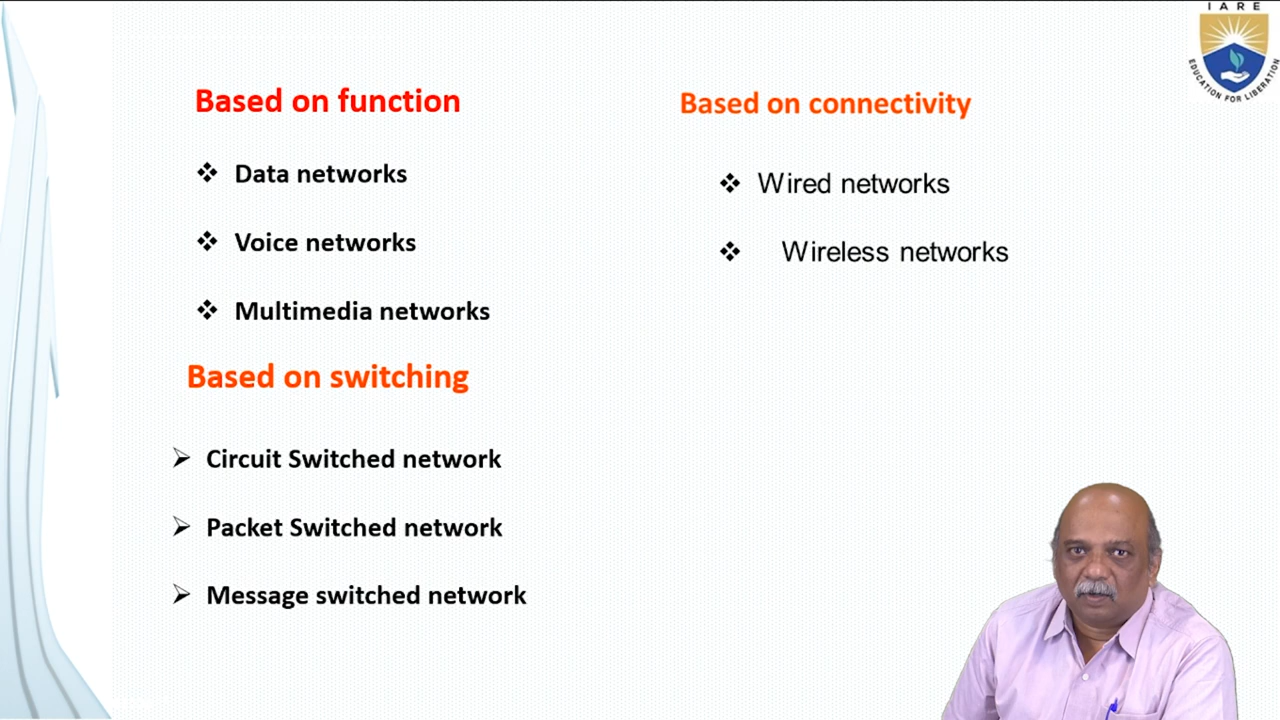 IARE
EDUCATION FOR LIBERATION
Based on function
Data networks
Voice networks
Multimedia networks
Based on switching
Circuit Switched network
Packet Switched network
Message switched network
Based on connectivity
Wired networks
Wireless networks